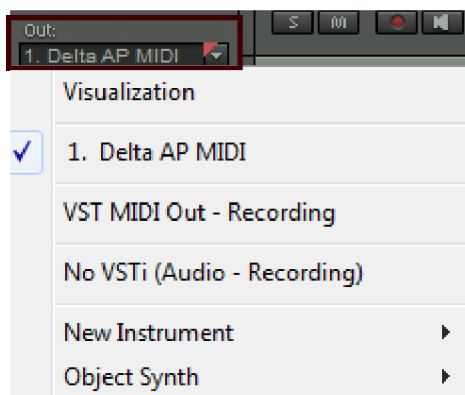 Out:
S M
1. Delta AP MIDI
Visualization
1. Delta AP MIDI
VST MIDI Out - Recording
No VSTi (Audio - Recording)
New Instrument
Object Synth